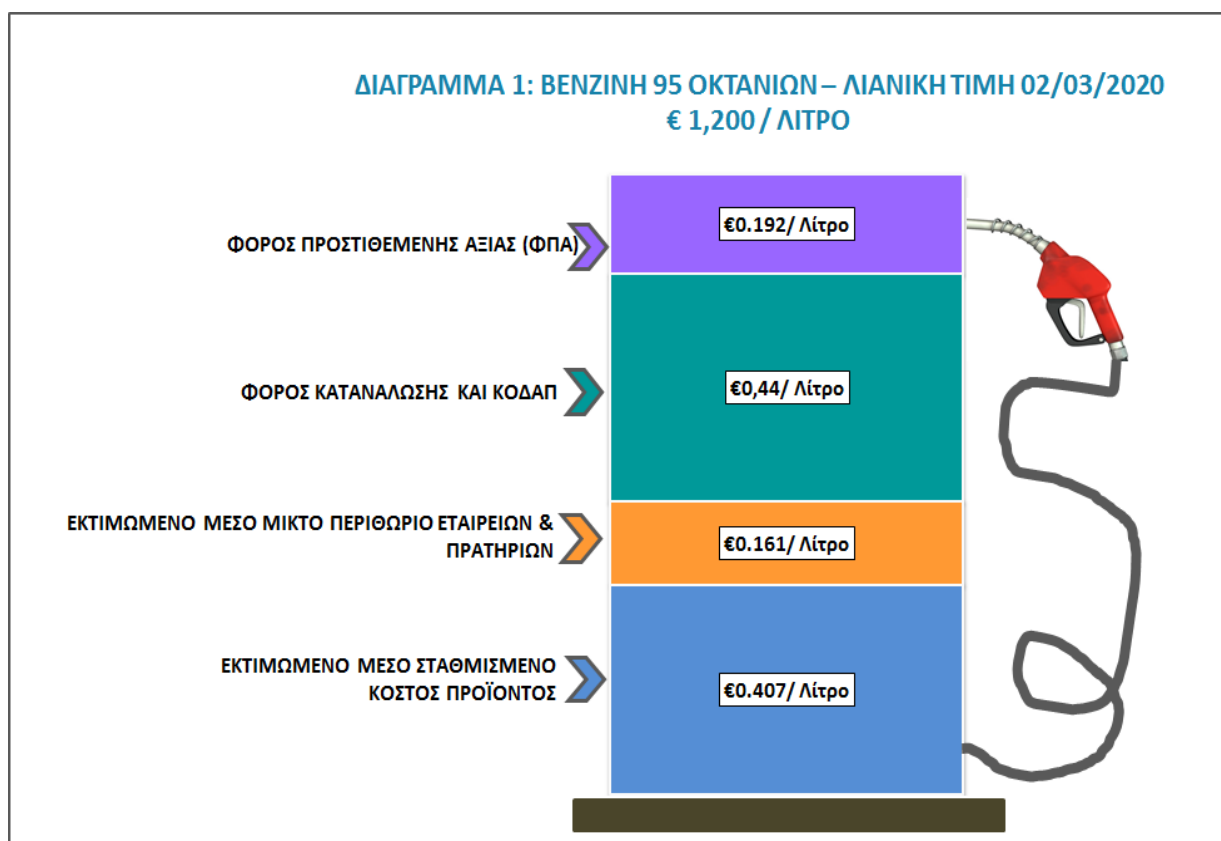 ΔΙΑΓΡΑΜΜΑ 1: ΒΕΝΖΙΝΗ 95 ΟΚΤΑΝΙΩΝ – ΛΙΑΝΙΚΗ ΤΙΜΗ 02/03/2020
€ 1,200 / ΛΙΤΡΟ
ΦΟΡΟΣ ΠΡΟΣΤΙΘΕΜΕΝΗΣ ΑΞΙΑΣ (ΦΠΑ)
€0.192/ Λίτρο
ΦΟΡΟΣ ΚΑΤΑΝΑΛΩΣΗΣ ΚΑΙ ΚΟΔΑΠ
€0,44/ Λίτρο
ΕΚΤΙΜΩΜΕΝΟ ΜΕΣΟ ΜΙΚΤΟ ΠΕΡΙΘΩΡΙΟ ΕΤΑΙΡΕΙΩΝ &
ΠΡΑΤΗΡΙΩΝ
€0.161/ Λίτρο
ΕΚΤΙΜΩΜΕΝΟ ΜΕΣΟ ΣΤΑΘΜΙΣΜΕΝΟ
ΚΟΣΤΟΣ ΠΡΟΪΟΝΤΟΣ
€0.407/ Λίτρο